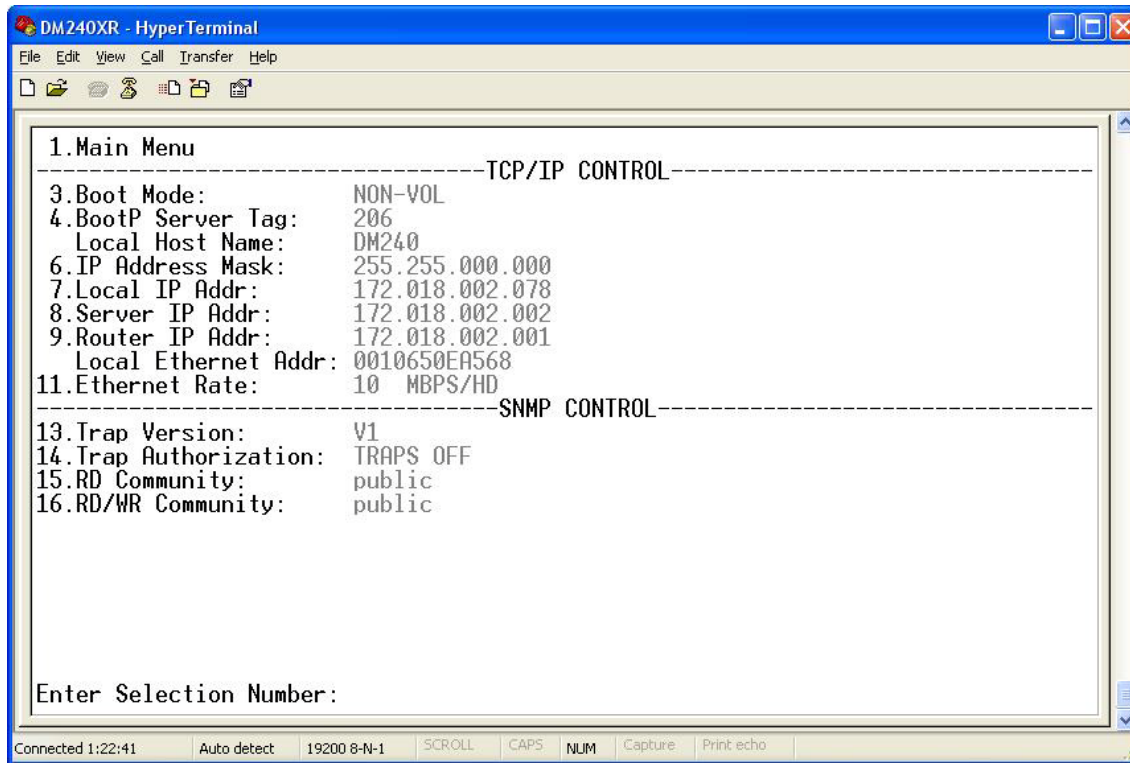 DM240XR - HyperTerminal
File Edit View Call Transfer Help
1.Main Menu
----------------------------------TCP/IP CONTROL--------------------------------
3.Boot Mode: NON-VOL
4.BootP Server Tag: 206
Local Host Name: DM240
6.IP Address Mask: 255.255.000.000
7.Local IP Addr: 172.018.002.078
8.Server IP Addr: 172.018.002.002
9.Router IP Addr: 172.018.002.001
Local Ethernet Addr: 0010650EA568
11.Ethernet Rate: 10 MBPS/HD
-----------------------------------SNMP CONTROL---------------------------------
13.Trap Version: V1
14.Trap Authorization: TRAPS OFF
15.RD Community: public
16.RD/WR Community: public
Enter Selection Number:
Connected 1:22:41 Auto detect 19200 8-N-1 SCROLL CAPS NUM Capture Print echo